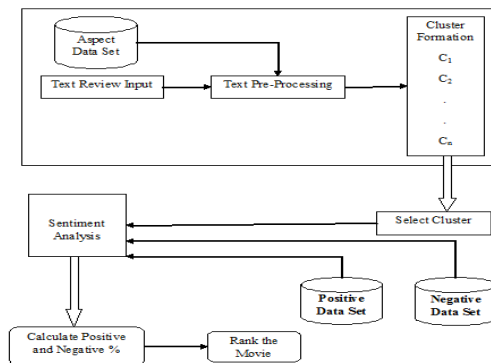 Aspect
Data Set
Text Review Input
Text Pre-Processing
Cluster
Formation
C1
C2
.
.
Cn
Select Cluster
Sentiment
Analysis
Positive
Data Set
Negative
Data Set
Calculate Positive
and Negative %
Rank the
Movie